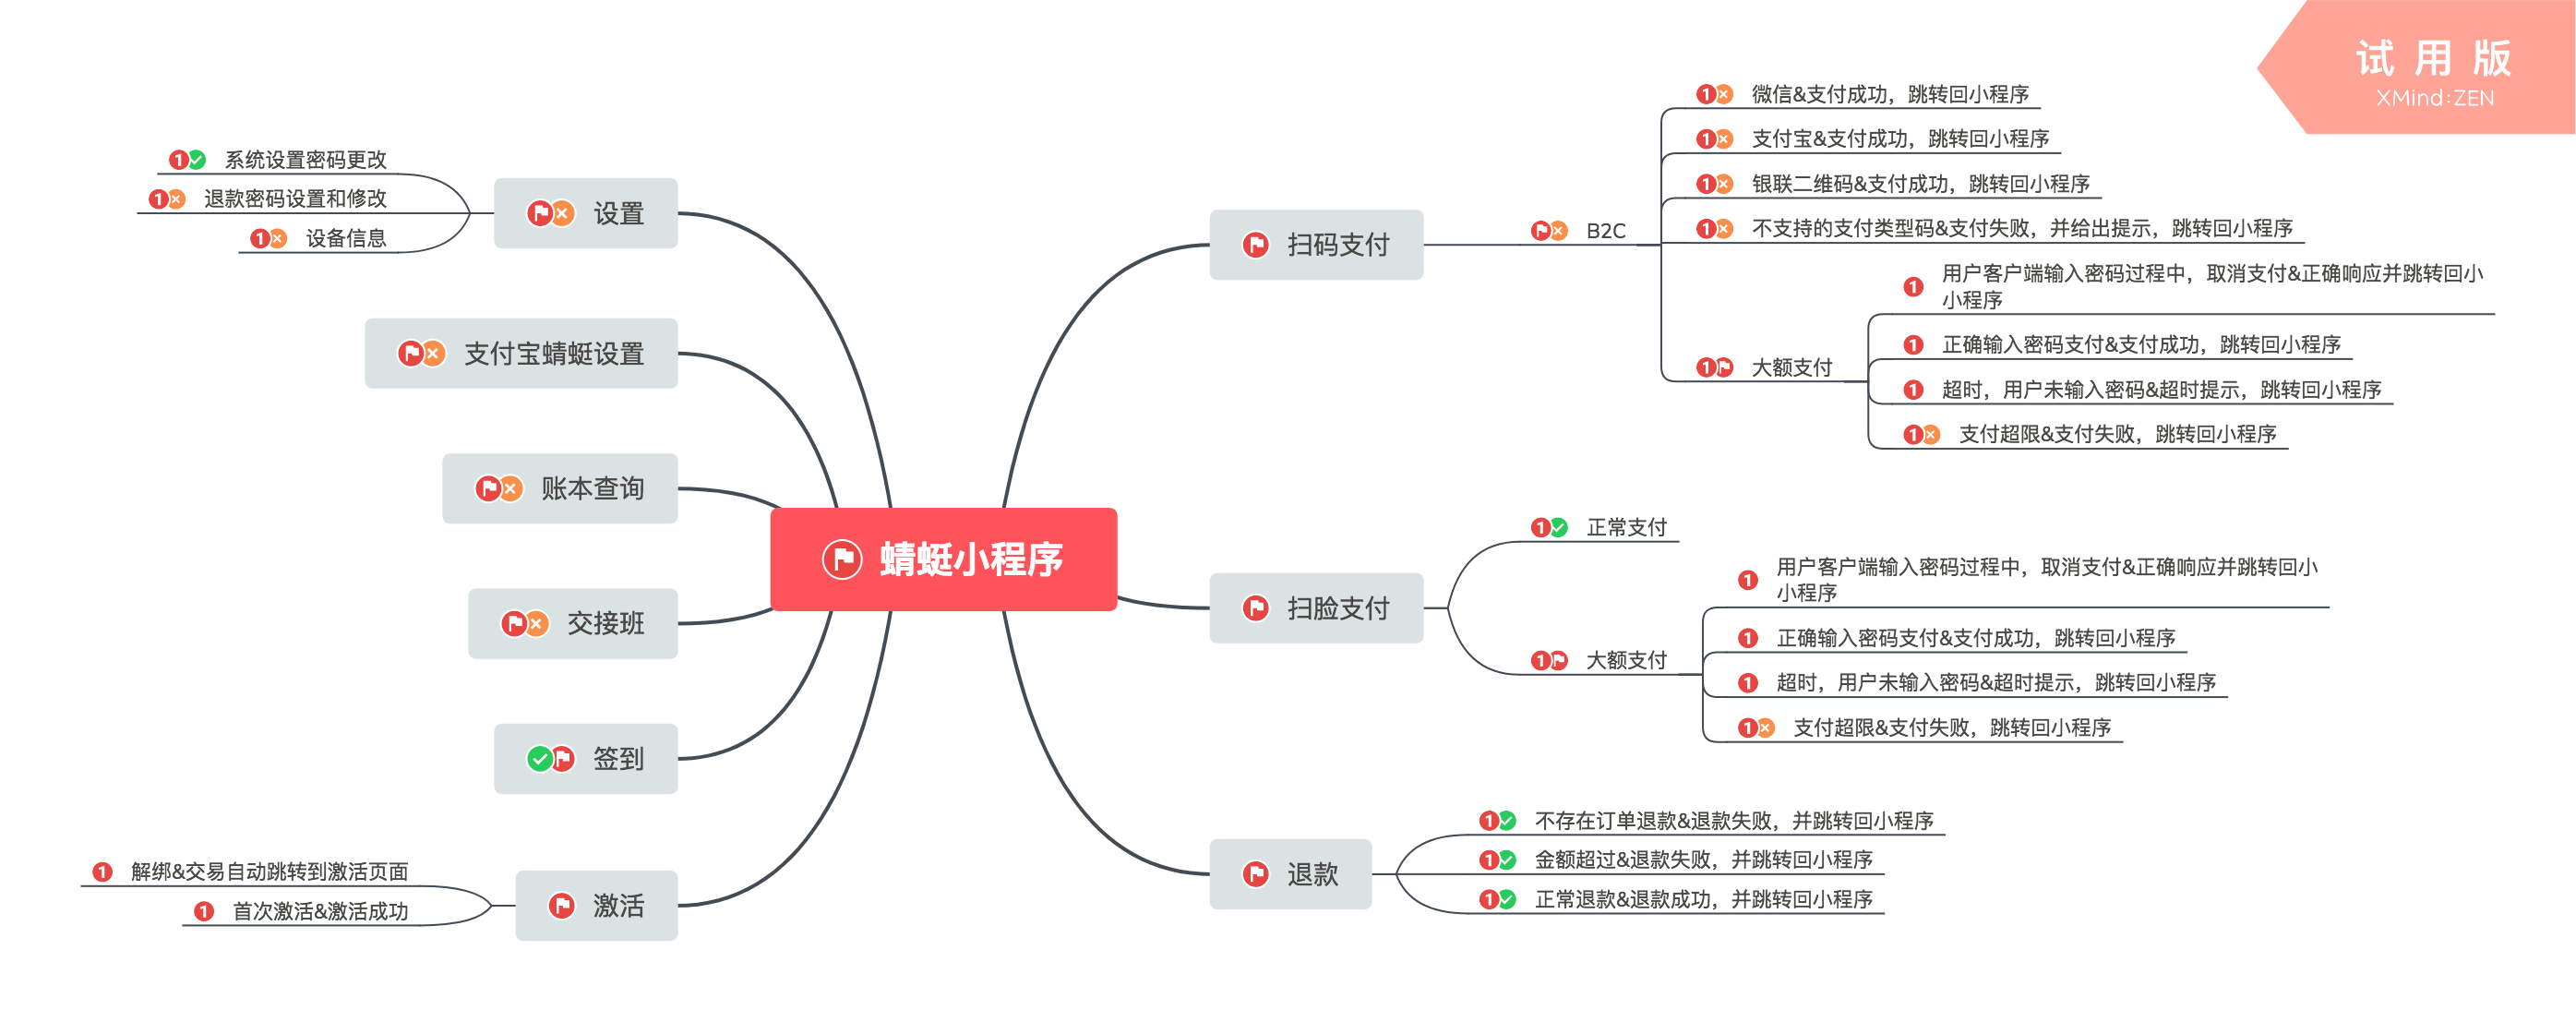 试用版
XMind:ZEN
蜻蜓小程序
扫码支付
B2C
微信&支付成功，跳转回小程序
支付宝&支付成功，跳转回小程序
银联二维码&支付成功，跳转回小程序
不支持的支付类型码&支付失败，并给出提示，跳转回小程序
大额支付
用户客户端输入密码过程中，取消支付&正确响应并跳转回小
小程序
正确输入密码支付&支付成功，跳转回小程序
超时，用户未输入密码&超时提示，跳转回小程序
支付超限&支付失败，跳转回小程序
扫脸支付
正常支付
大额支付
用户客户端输入密码过程中，取消支付&正确响应并跳转回小
小程序
正确输入密码支付&支付成功，跳转回小程序
超时，用户未输入密码&超时提示，跳转回小程序
支付超限&支付失败，跳转回小程序
退款
不存在订单退款&退款失败，并跳转回小程序
金额超过&退款失败，并跳转回小程序
正常退款&退款成功，并跳转回小程序
设置
系统设置密码更改
退款密码设置和修改
设备信息
支付宝蜻蜓设置
账本查询
交接班
签到
激活
解绑&交易自动跳转到激活页面
首次激活&激活成功